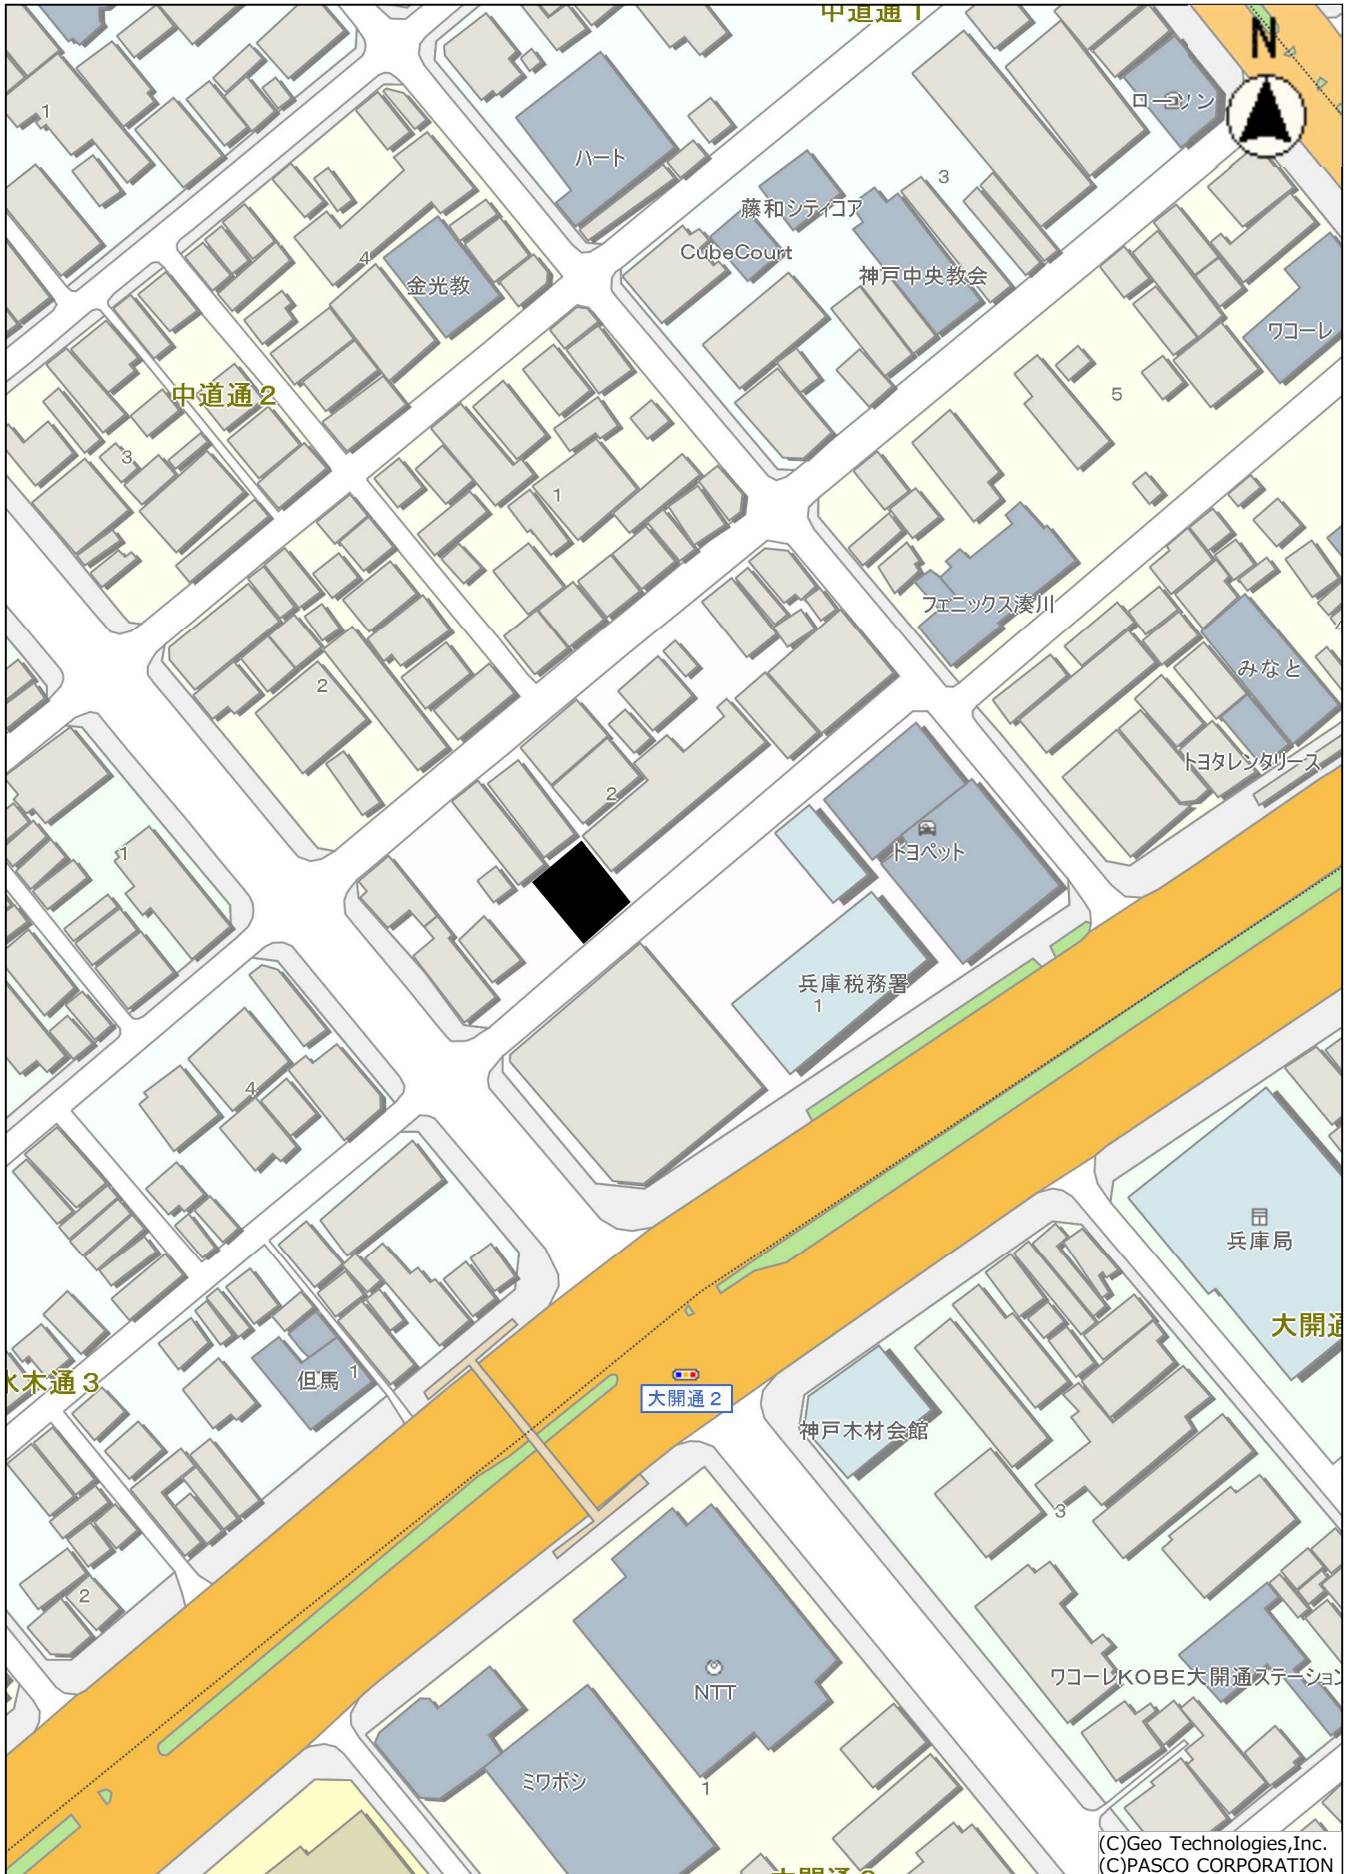 中道通1
N
ローソン
1
ハート
3
藤和シティコア
CubeCourt
神戸中央教会
4
金光教
ワコーレ
中道通2
5
3
1
フェニックス湊川
みなと
2
トヨタレンタリース
2
トヨペット
1
兵庫税務署
1
4
兵庫局
大開通
但馬
1
水木通3
大開通2
神戸木材会館
3
2
ワコーレKOBE大開通ステーション
NTT
ミワボシ
1
(C)Geo Technologies,Inc.
(C)PASCO CORPORATION